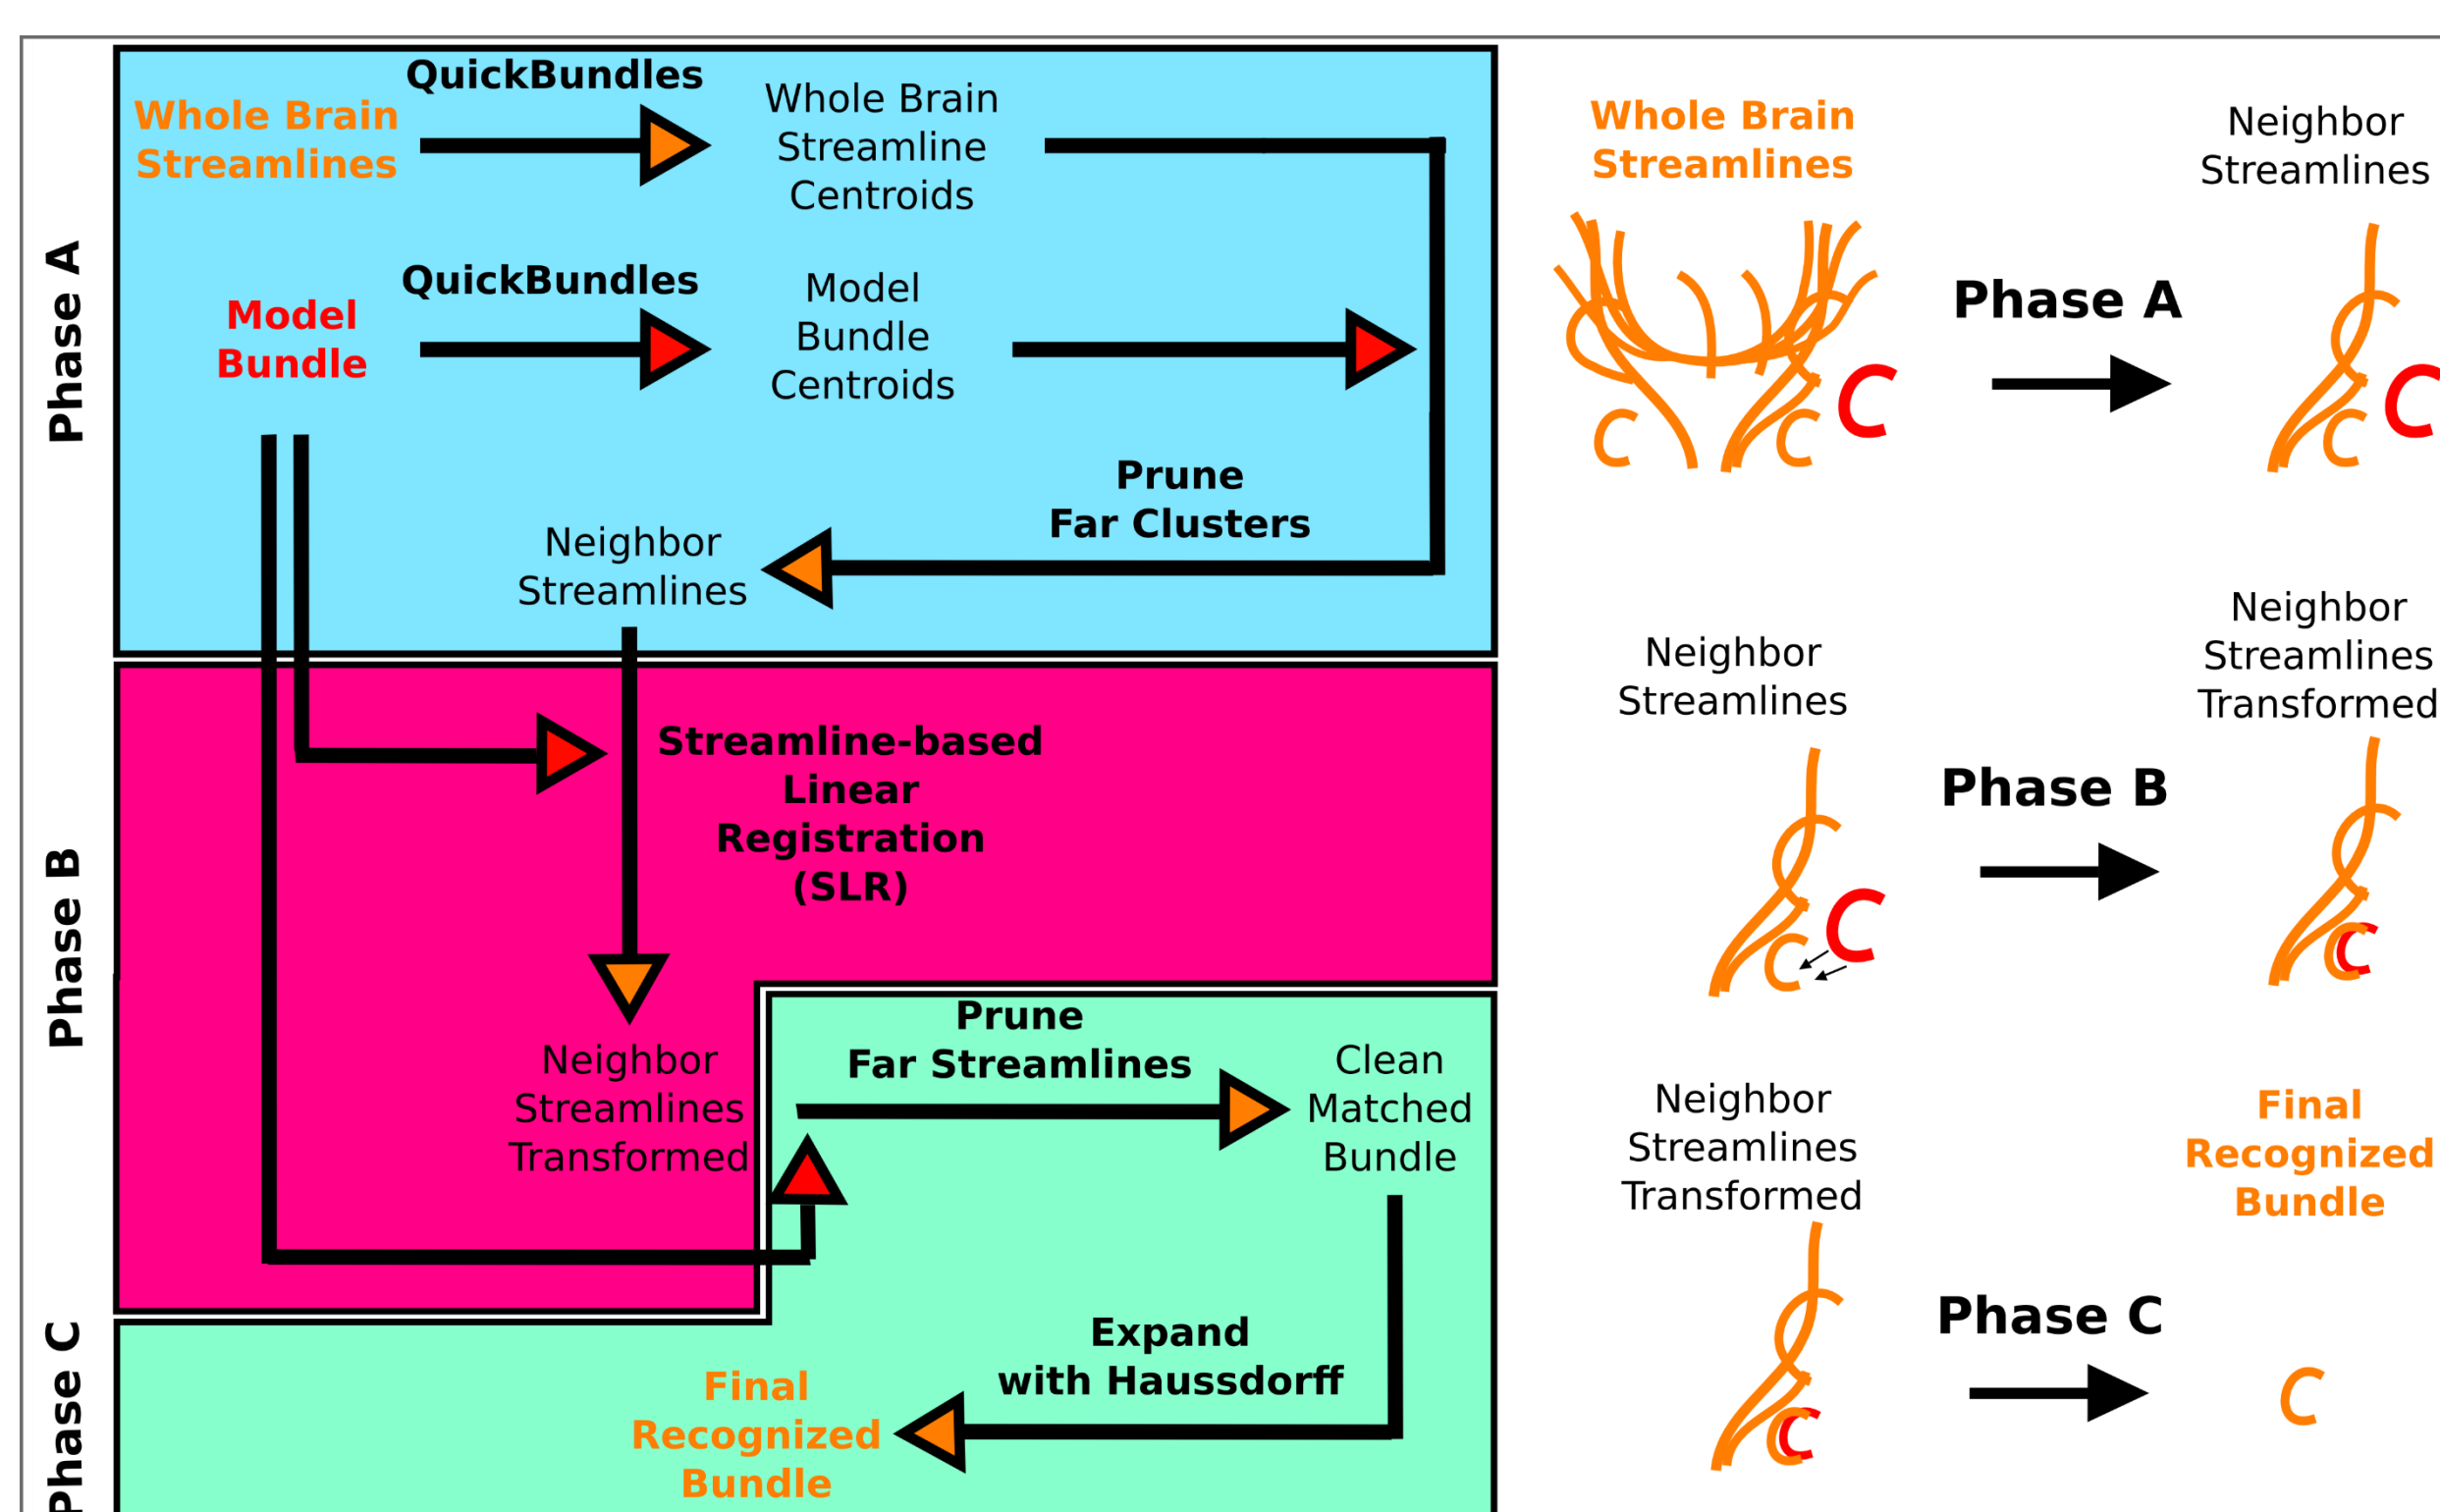 Phase A
QuickBundles
Whole Brain
Streamlines
Whole Brain
Streamline
Centroids
QuickBundles
Model
Bundle
Model
Bundle
Centroids
Prune
Far Clusters
Neighbor
Streamlines
Whole Brain
Streamlines
Phase A
Neighbor
Streamlines
Phase B
Streamline-based
Linear
Registration
(SLR)
Neighbor
Streamlines
Transformed
Neighbor
Streamlines
Phase B
Neighbor
Streamlines
Transformed
Phase C
Prune
Far Streamlines
Clean
Matched
Bundle
Expand
with Haussdorff
Final
Recognized
Bundle
Neighbor
Streamlines
Transformed
Phase C
Final
Recognized
Bundle